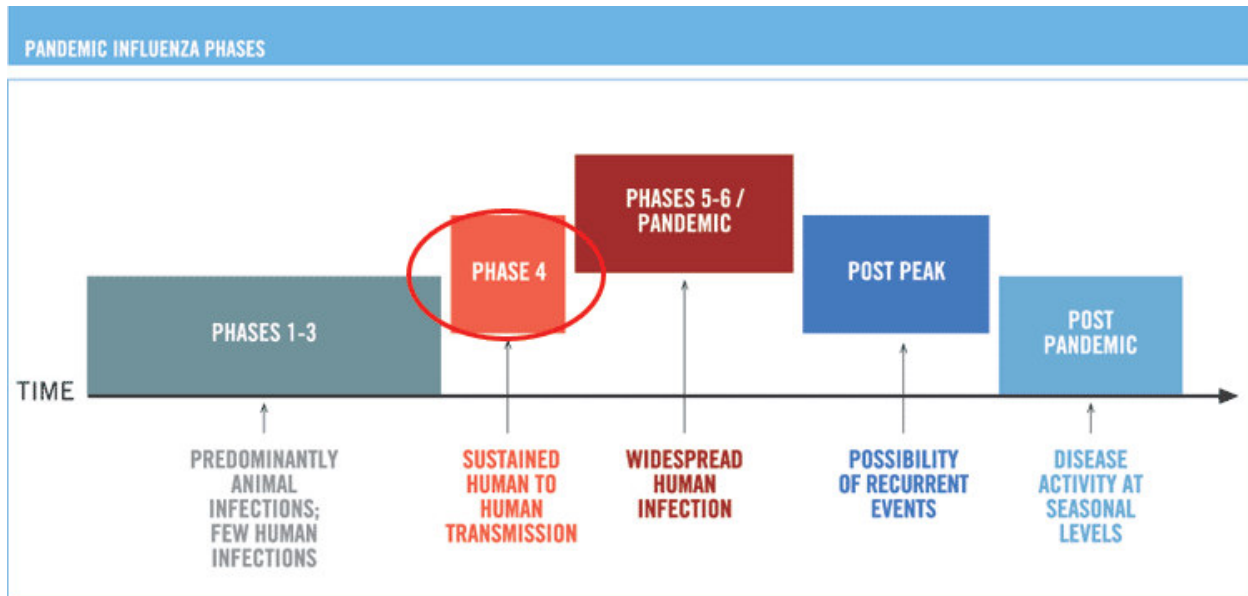 PANDEMIC INFLUENZA PHASES
PHASES 1-3
PHASE 4
PHASES 5-6 /
PANDEMIC
POST PEAK
POST
PANDEMIC
TIME
PREDOMINANTLY
ANIMAL
INFECTIONS;
FEW HUMAN
INFECTIONS
SUSTAINED
HUMAN TO
HUMAN
TRANSMISSION
WIDESPREAD
HUMAN
INFECTION
POSSIBILITY
OF RECURRENT
EVENTS
DISEASE
ACTIVITY AT
SEASONAL
LEVELS